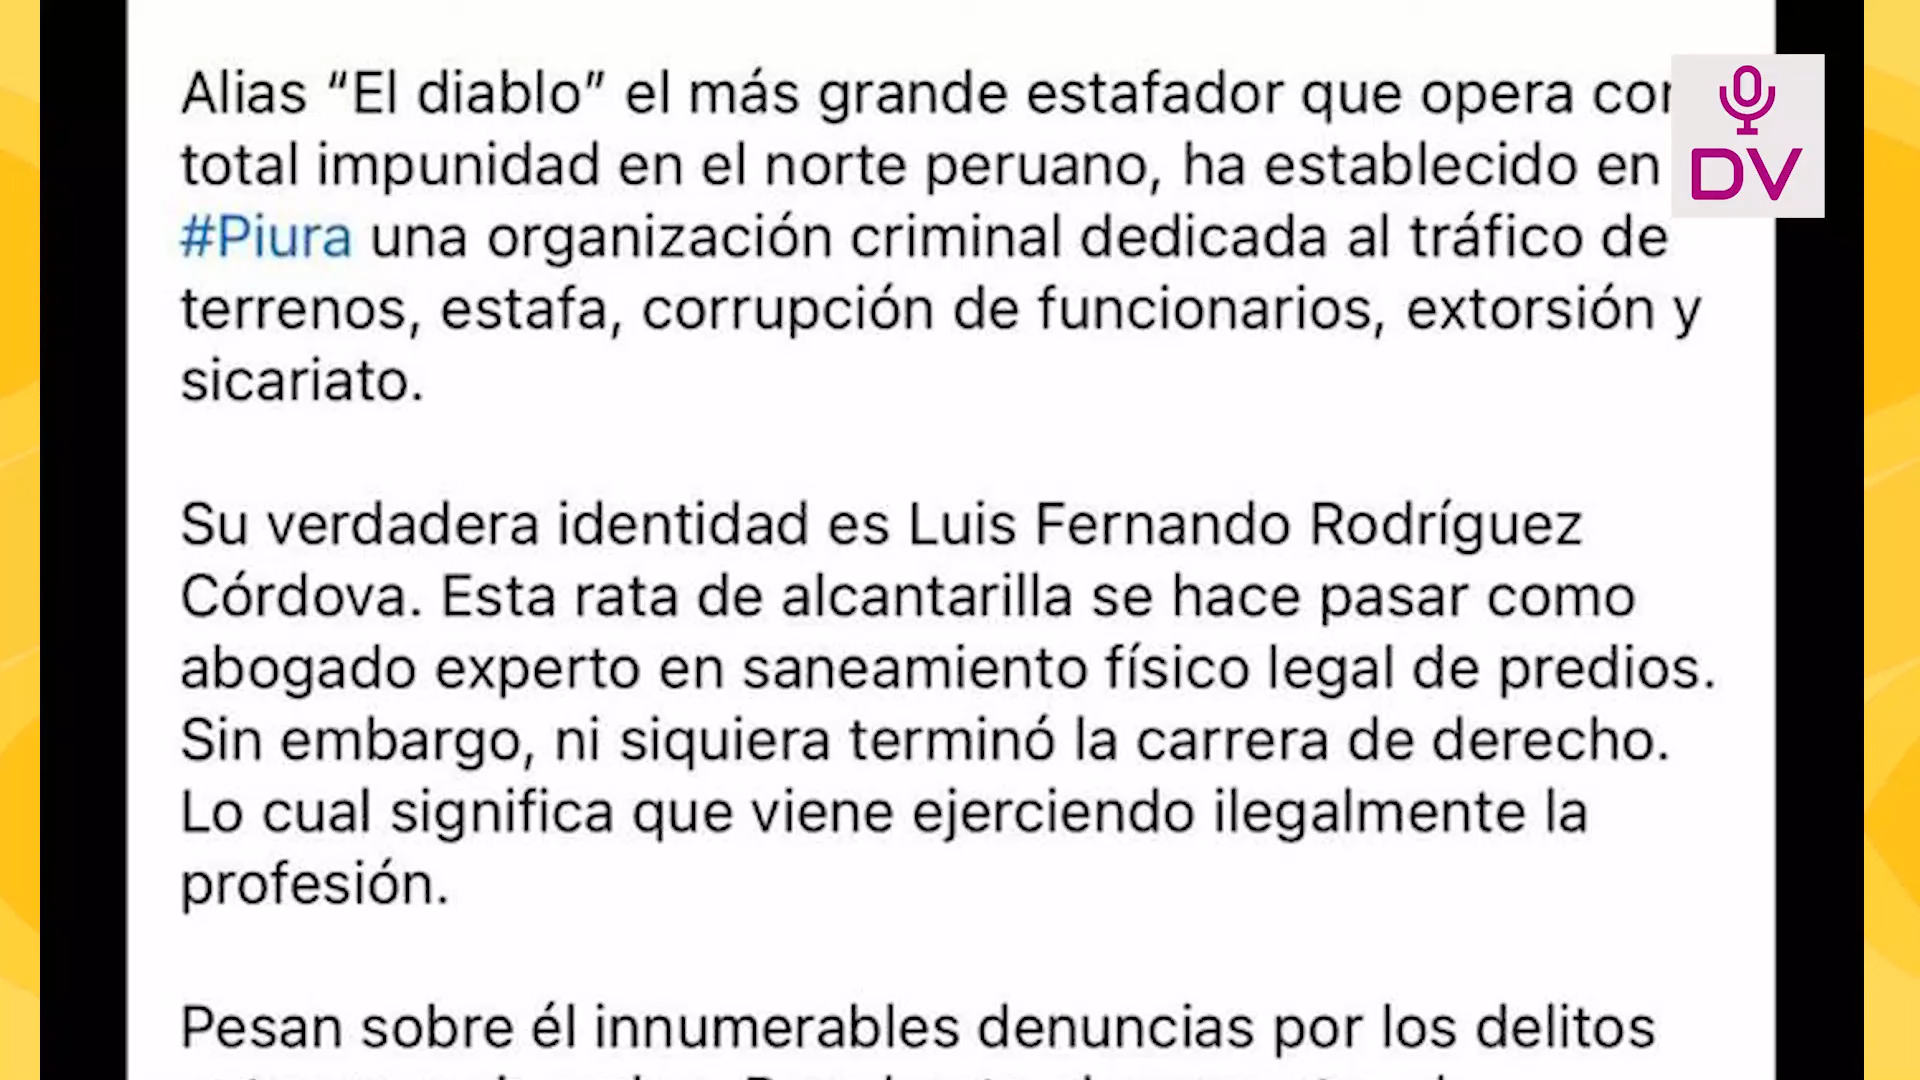 Alias “El diablo” el más grande estafador que opera con
total impunidad en el norte peruano, ha establecido en
#Piura una organización criminal dedicada al tráfico de
terrenos, estafa, corrupción de funcionarios, extorsión y
sicariato.
Su verdadera identidad es Luis Fernando Rodríguez
Córdova. Esta rata de alcantarilla se hace pasar como
abogado experto en saneamiento físico legal de predios.
Sin embargo, ni siquiera terminó la carrera de derecho.
Lo cual significa que viene ejerciendo ilegalmente la
profesión.
Pesan sobre él innumerables denuncias por los delitos
DV